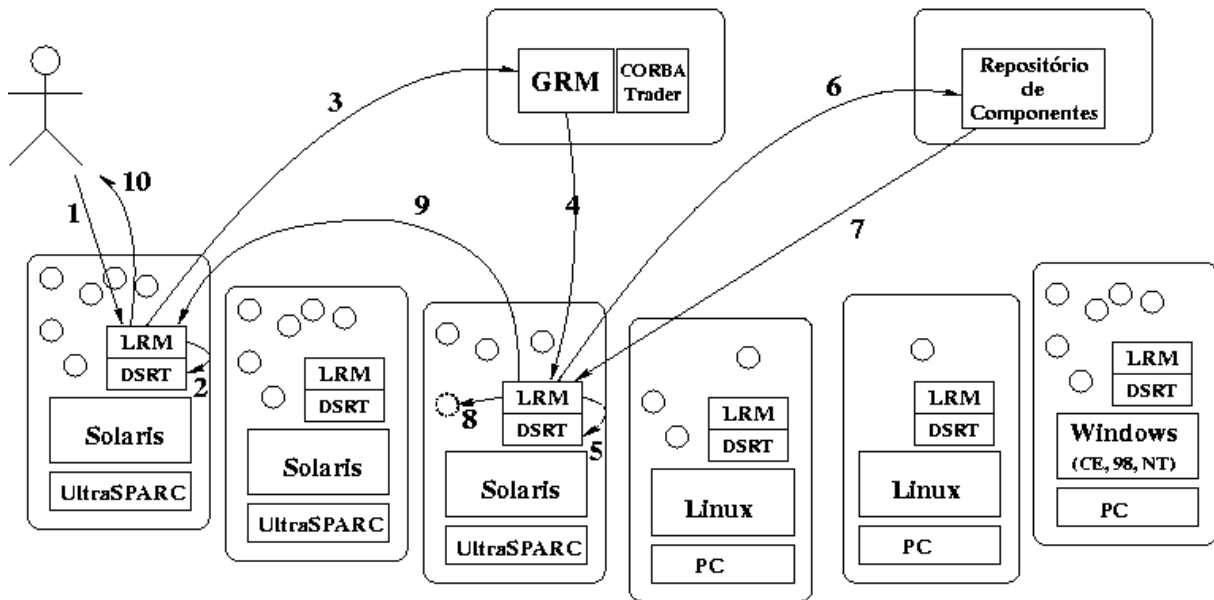 GRM
CORBA
Trader
Repositório
de
Componentes
3
6
10
1
9
4
7
LRM
DSRT
2
Solaris
UltraSPARC
LRM
DSRT
Solaris
UltraSPARC
8
LRM
DSRT
5
Solaris
UltraSPARC
LRM
DSRT
Linux
PC
LRM
DSRT
Linux
PC
LRM
DSRT
Windows
(CE, 98, NT)
PC